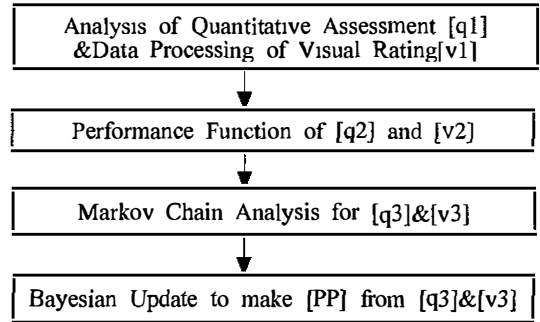 Analysis of Quantitative Assessment [q1]
&Data Processing of Visual Rating[v1]
Performance Function of [q2] and [v2]
Markov Chain Analysis for [q3]&[v3]
Bayesian Update to make [PP] from [q3]&[v3]